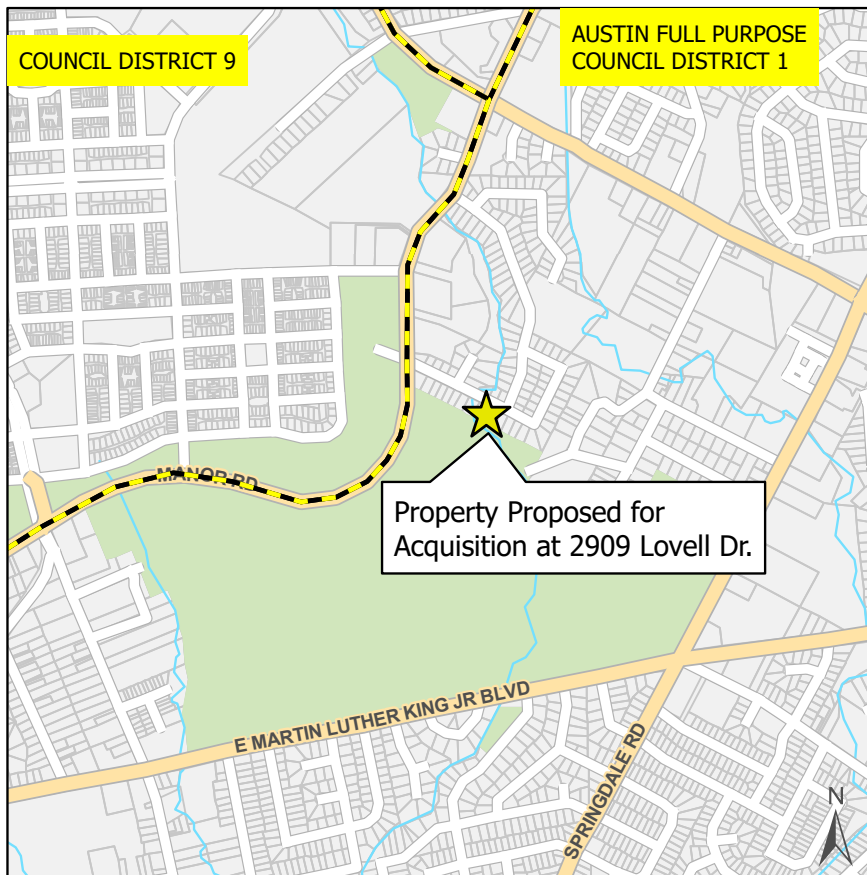 COUNCIL DISTRICT 9
AUSTIN FULL PURPOSE
COUNCIL DISTRICT 1
MANOR RD
Property Proposed for
Acquisition at 2909 Lovell Dr.
E MARTIN LUTHER KING JR BLVD
SPRINGDALE RD
N